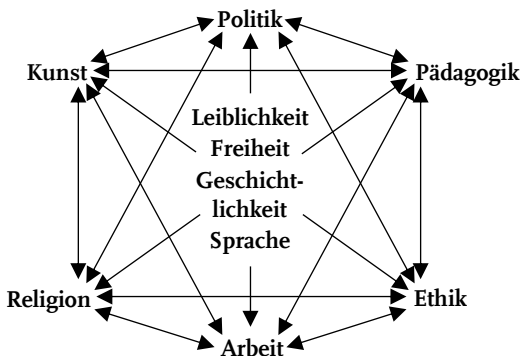 Politik
Kunst
Pädagogik
Leiblichkeit
Freiheit
Geschicht-
lichkeit
Sprache
Religion
Ethik
Arbeit